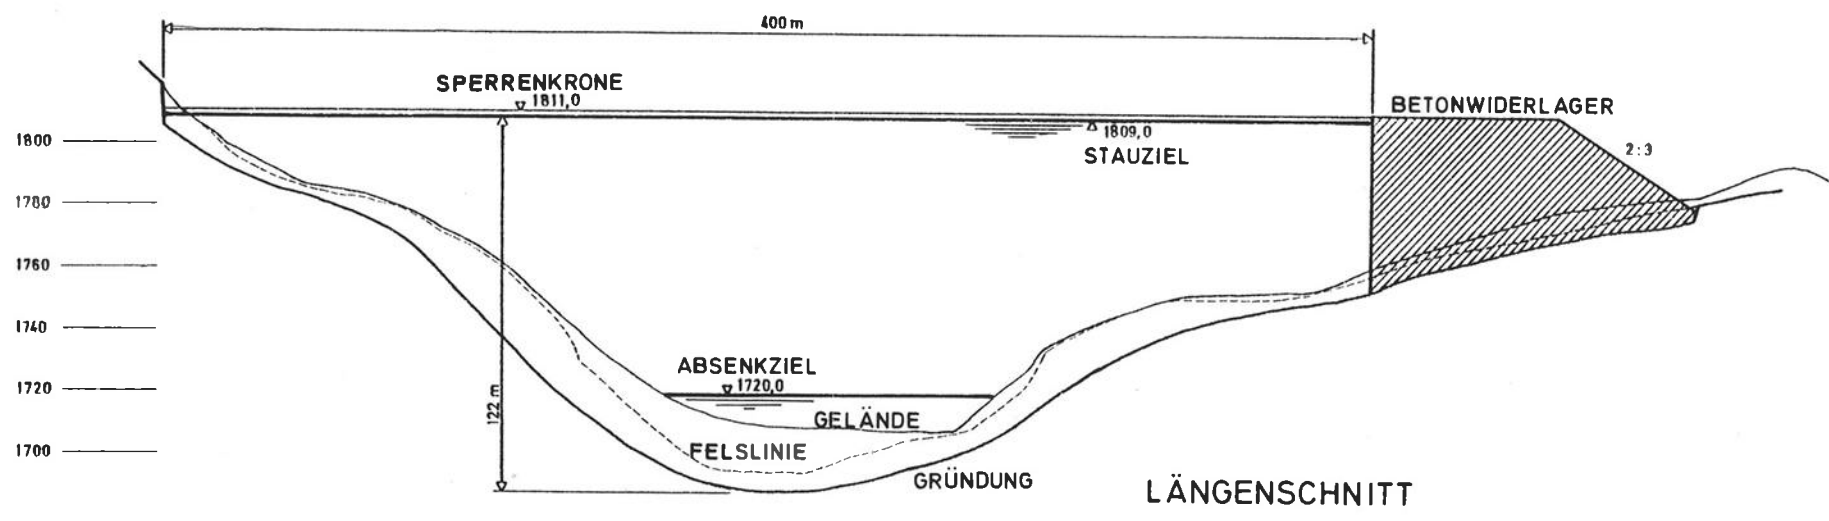 400 m
SPERRENKRONE
1811,0
BETONWIDERLAGER
1809,0
STAUZIEL
2:3
1800
1780
1760
1740
1720
1700
ABSENKZIEL
1720,0
122 m
GELÄNDE
FELSLINIE
GRÜNDUNG
LÄNGENSCHNITT